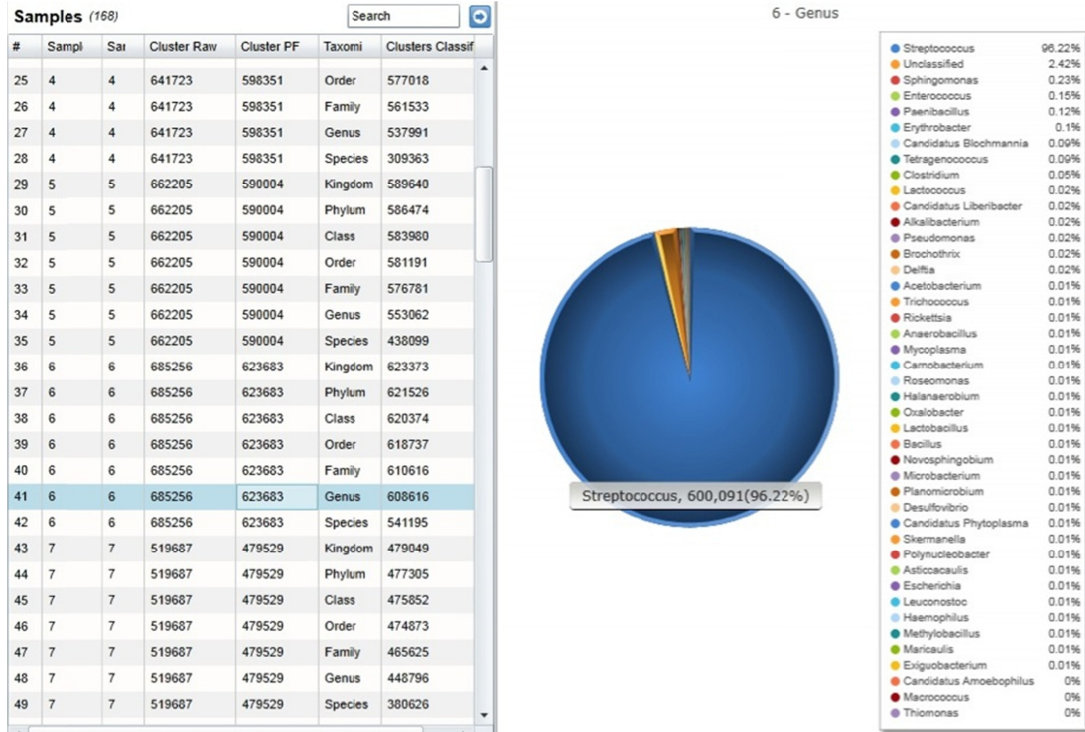 Samples (168) Search
# Sampl Sar Cluster Raw Cluster PF Taxomi Clusters Classif
25 4 4 641723 598351 Order 577018
26 4 4 641723 598351 Family 561533
27 4 4 641723 598351 Genus 537991
28 4 4 641723 598351 Species 309363
29 5 5 662205 590004 Kingdom 589640
30 5 5 662205 590004 Phylum 586474
31 5 5 662205 590004 Class 583980
32 5 5 662205 590004 Order 581191
33 5 5 662205 590004 Family 576781
34 5 5 662205 590004 Genus 553062
35 5 5 662205 590004 Species 438099
36 6 6 685256 623683 Kingdom 623373
37 6 6 685256 623683 Phylum 621526
38 6 6 685256 623683 Class 620374
39 6 6 685256 623683 Order 618737
40 6 6 685256 623683 Family 610616
41 6 6 685256 623683 Genus 608616
42 6 6 685256 623683 Species 541195
43 7 7 519687 479529 Kingdom 479049
44 7 7 519687 479529 Phylum 477305
45 7 7 519687 479529 Class 475852
46 7 7 519687 479529 Order 474873
47 7 7 519687 479529 Family 465625
48 7 7 519687 479529 Genus 448796
49 7 7 519687 479529 Species 380626
6 - Genus
Streptococcus, 600,091(96.22%)
Streptococcus 96.22%
Unclassified 2.42%
Sphingomonas 0.23%
Enterococcus 0.15%
Paenibacillus 0.12%
Erythrobacter 0.1%
Candidatus Blochmannia 0.09%
Tetragenococcus 0.09%
Clostridium 0.05%
Lactococcus 0.02%
Candidatus Liberibacter 0.02%
Alkalibacterium 0.02%
Pseudomonas 0.02%
Brochothrix 0.02%
Delftia 0.02%
Acetobacterium 0.01%
Trichococcus 0.01%
Rickettsia 0.01%
Anaerobacillus 0.01%
Mycoplasma 0.01%
Carnobacterium 0.01%
Roseomonas 0.01%
Halanaerobium 0.01%
Oxalobacter 0.01%
Lactobacillus 0.01%
Bacillus 0.01%
Novosphingobium 0.01%
Microbacterium 0.01%
Planomicrobium 0.01%
Desulfovibrio 0.01%
Candidatus Phytoplasma 0.01%
Skermanella 0.01%
Polynucleobacter 0.01%
Asticcacaulis 0.01%
Escherichia 0.01%
Leuconostoc 0.01%
Haemophilus 0.01%
Methylobacillus 0.01%
Maricaulis 0.01%
Exiguobacterium 0.01%
Candidatus Amoebophilus 0%
Macrococcus 0%
Thiomonas 0%